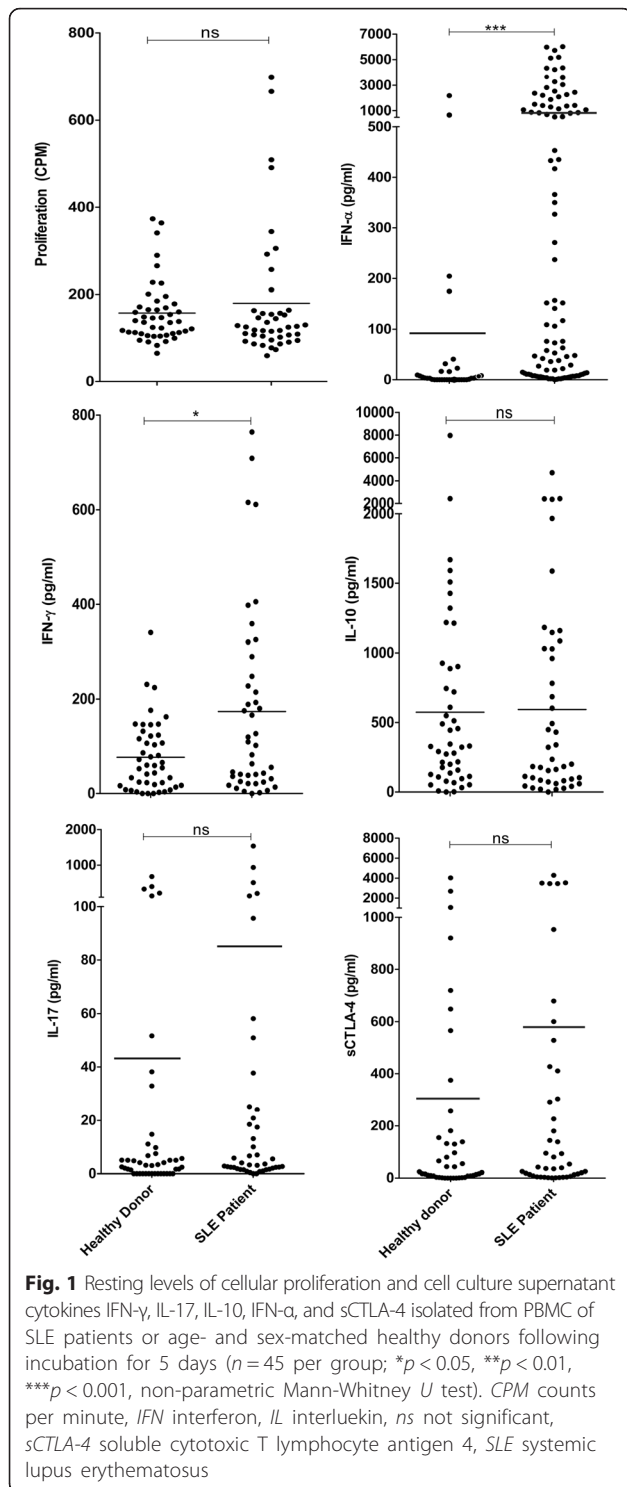 800
600
400
200
0
Proliferation (CPM)
ns
7000
5000
3000
1000
500
400
300
200
100
0
IFN-α (pg/ml)
***
800
600
400
200
0
IFN-γ (pg/ml)
*
10000
8000
6000
4000
2000
2000
1500
1000
500
0
IL-10 (pg/ml)
ns
2000
1000
100
80
60
40
20
0
IL-17 (pg/ml)
ns
Healthy Donor
SLE Patient
8000
6000
4000
2000
1000
800
600
400
200
0
sCTLA-4 (pg/ml)
ns
Healthy donor
SLE Patient
Fig. 1 Resting levels of cellular proliferation and cell culture supernatant
cytokines IFN-γ, IL-17, IL-10, IFN-α, and sCTLA-4 isolated from PBMC of
SLE patients or age- and sex-matched healthy donors following
incubation for 5 days (n = 45 per group; *p < 0.05, **p < 0.01,
***p < 0.001, non-parametric Mann-Whitney U test). CPM counts
per minute, IFN interferon, IL interluekin, ns not significant,
sCTLA-4 soluble cytotoxic T lymphocyte antigen 4, SLE systemic
lupus erythematosus